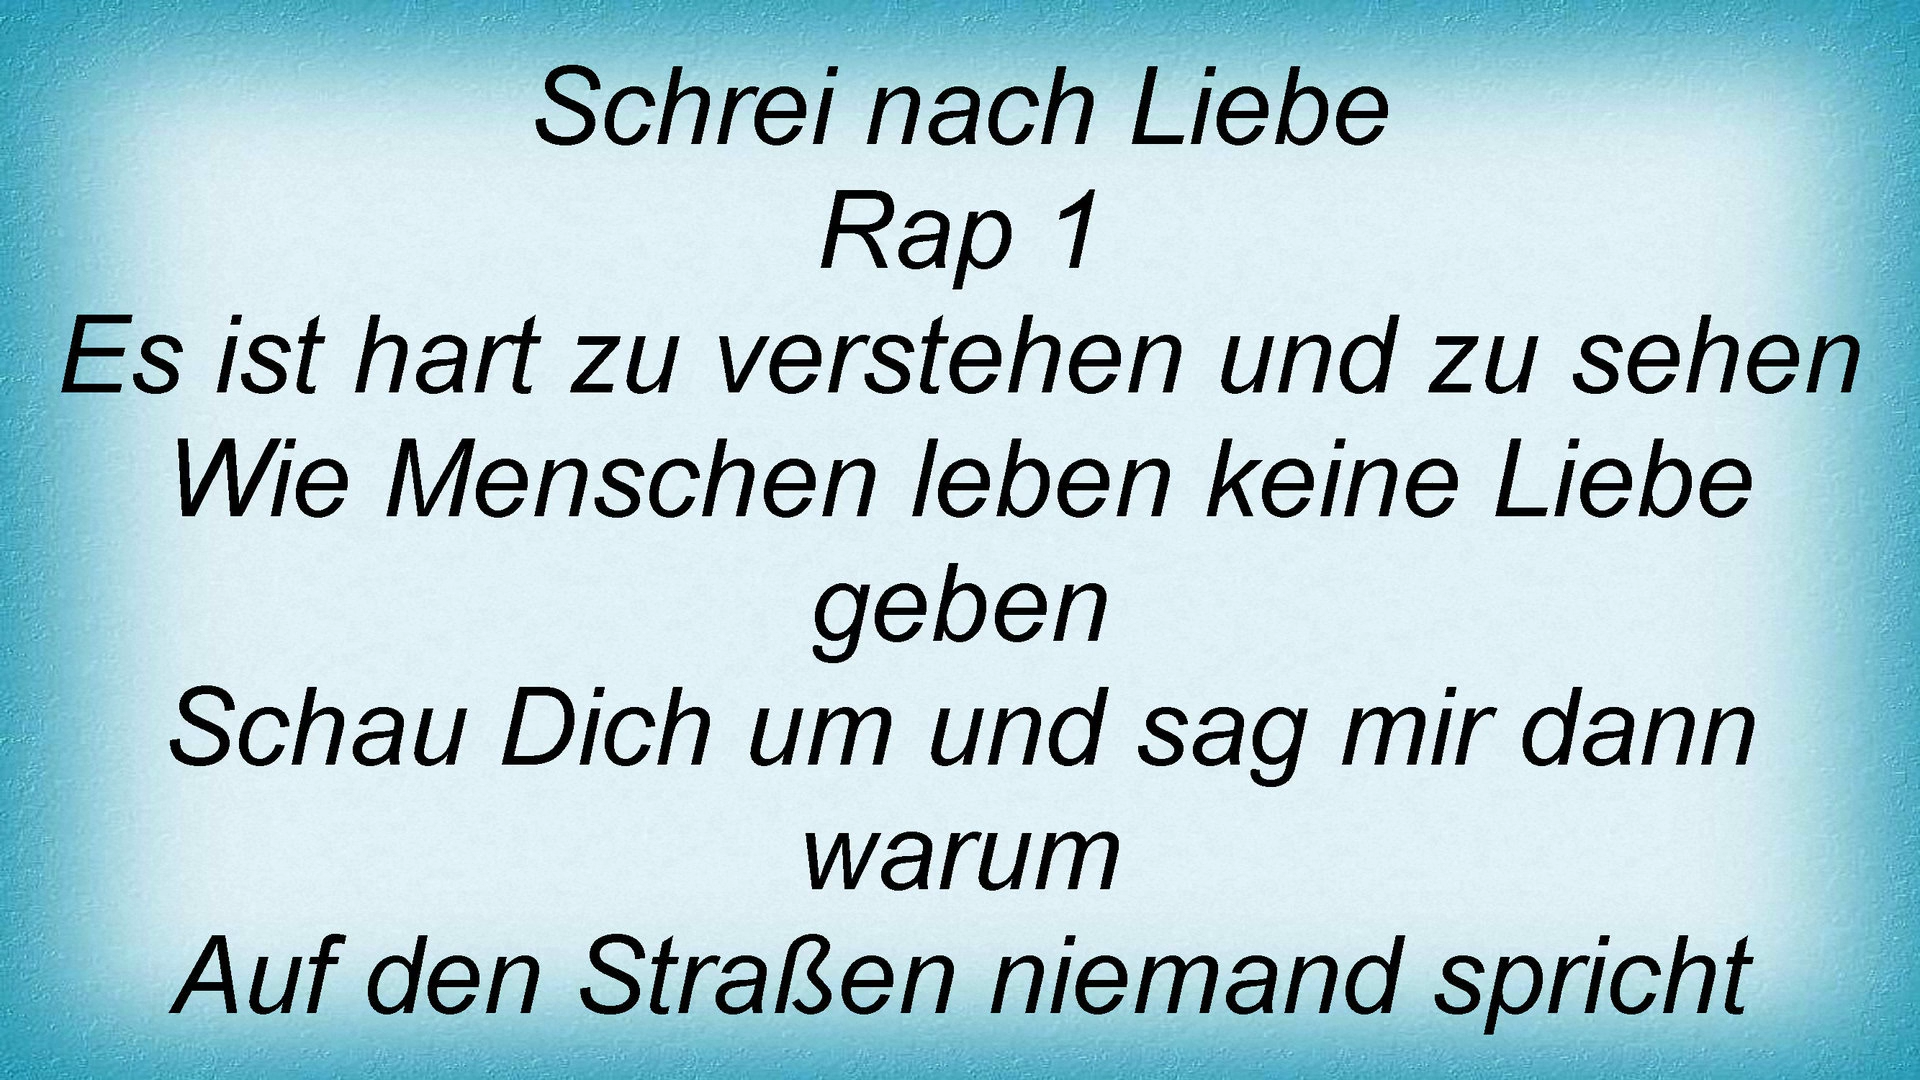 Schrei nach Liebe
Rap 1
Es ist hart zu verstehen und zu sehen
Wie Menschen leben keine Liebe
geben
Schau Dich um und sag mir dann
warum
Auf den Straßen niemand spricht